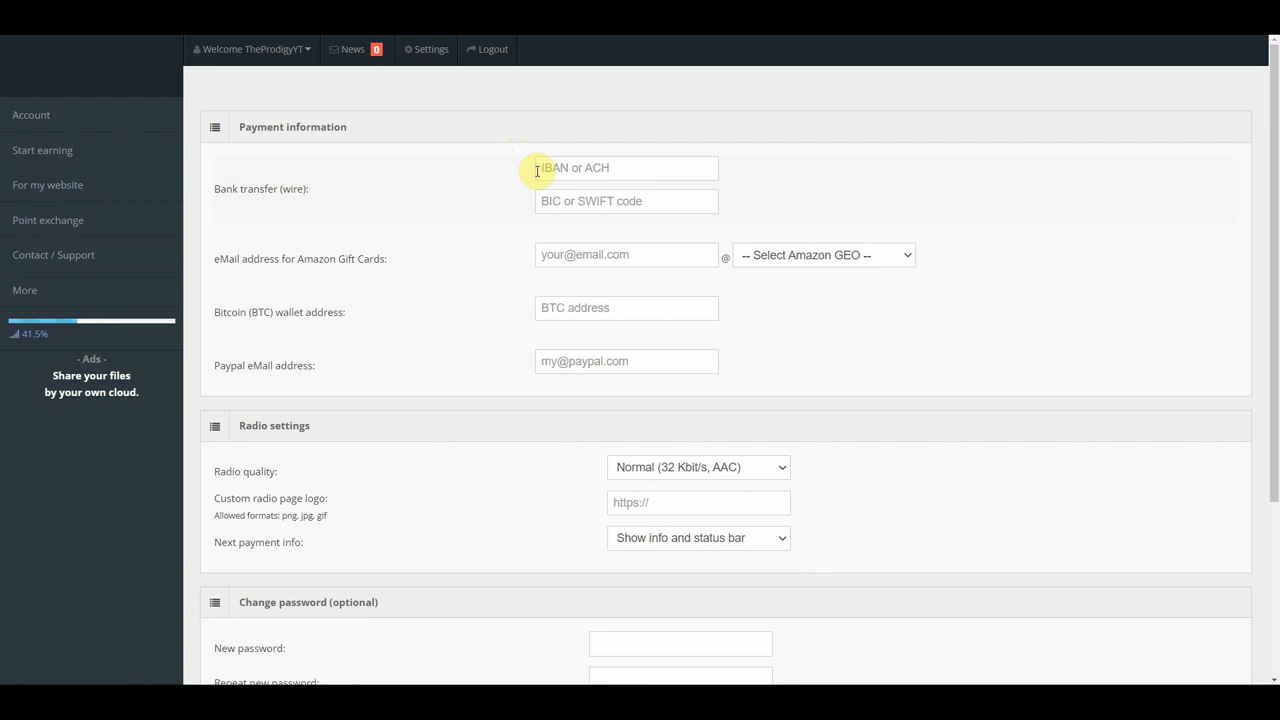 Welcome TheProdigyYT
News 0
Settings
Logout
Account
Start earning
For my website
Point exchange
Contact / Support
More
41.5%
- Ads -
Share your files
by your own cloud.
Payment information
Bank transfer (wire):
IBAN or ACH
BIC or SWIFT code
eMail address for Amazon Gift Cards:
your@email.com @ -- Select Amazon GEO --
Bitcoin (BTC) wallet address:
BTC address
Paypal eMail address:
my@paypal.com
Radio settings
Radio quality:
Normal (32 Kbit/s, AAC)
Custom radio page logo:
Allowed formats: png, jpg, gif
https://
Next payment info:
Show info and status bar
Change password (optional)
New password:
Repeat new password: